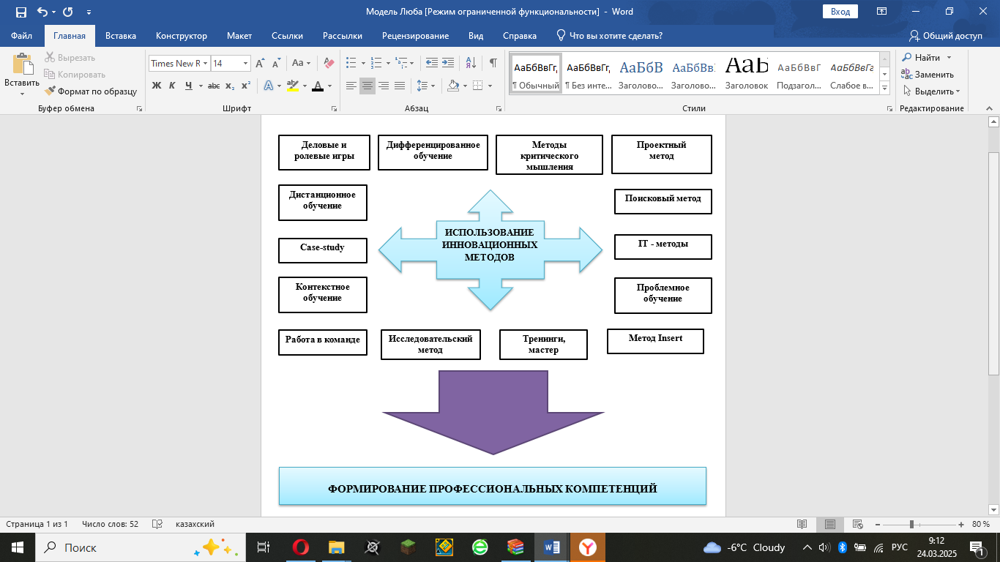 Модель Люба [Режим ограниченной функциональности] - Word
Вход
Файл Главная Вставка Конструктор Макет Ссылки Рассылки Рецензирование Вид Справка Что вы хотите сделать? Общий доступ
Вставить
Вырезать
Копировать
Формат по образцу
Буфер обмена
Times New R 14
Ж К Ч abc x₂ x²
Шрифт
Абзац
АаБбВвГг, АаБбВвГг, АаБбВ АаБбВв АаБ АаБбВвГ АаБбВвГг
¶ Обычный ¶ Без инте... Заголово... Заголово... Заголовок Подзагол... Слабое в...
Стили
Найти
Заменить
Выделить
Редактирование
Деловые и
ролевые игры
Дифференцированное
обучение
Методы
критического
мышления
Проектный
метод
Дистанционное
обучение
Поисковый метод
ИСПОЛЬЗОВАНИЕ
ИННОВАЦИОННЫХ
МЕТОДОВ
Case-study
IT - методы
Контекстное
обучение
Проблемное
обучение
Работа в команде
Исследовательский
метод
Тренинги,
мастер
Метод Insert
ФОРМИРОВАНИЕ ПРОФЕССИОНАЛЬНЫХ КОМПЕТЕНЦИЙ
Страница 1 из 1 Число слов: 52 казахский 80 %
Поиск
-6°C Cloudy
РУС
9:12
24.03.2025
1